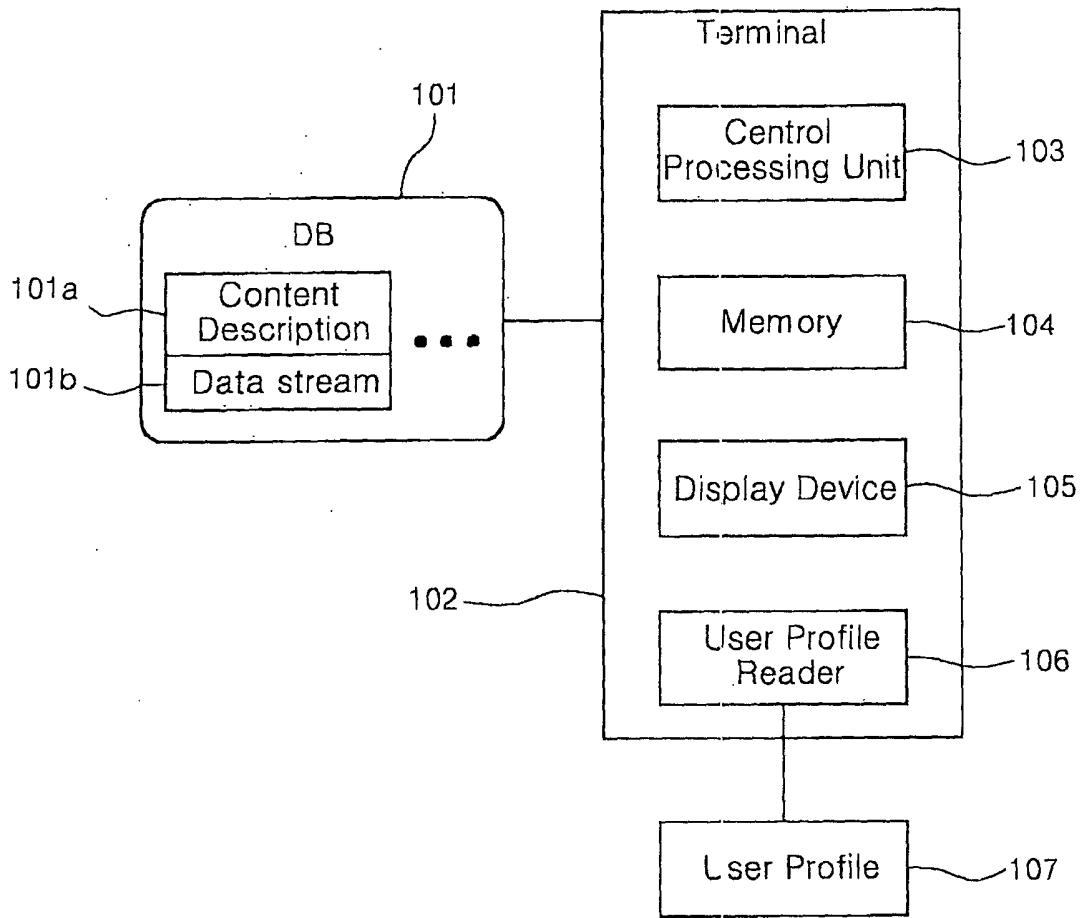 Terminal
101
Central
Processing Unit
103
DB
101a
Content
Description
Memory
104
101b
Data stream
Display Device
105
102
User Profile
Reader
106
User Profile
107